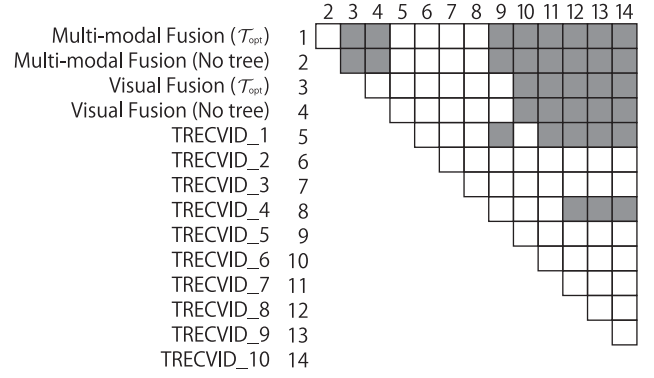 2 3 4 5 6 7 8 9 10 11 12 13 14
Multi-modal Fusion (𝒯opt) 1
Multi-modal Fusion (No tree) 2
Visual Fusion (𝒯opt) 3
Visual Fusion (No tree) 4
TRECVID_1 5
TRECVID_2 6
TRECVID_3 7
TRECVID_4 8
TRECVID_5 9
TRECVID_6 10
TRECVID_7 11
TRECVID_8 12
TRECVID_9 13
TRECVID_10 14